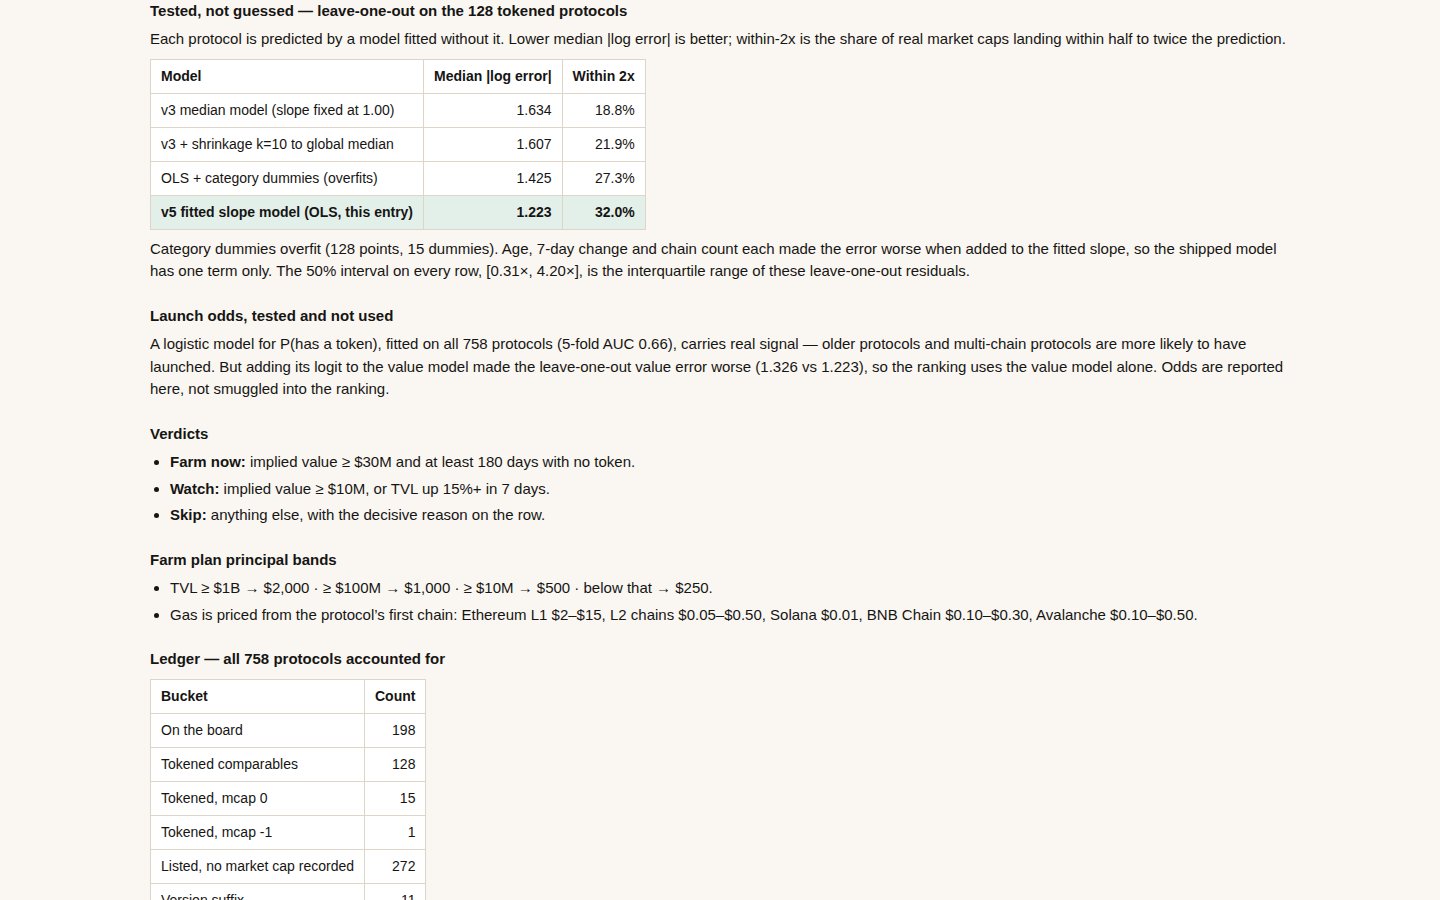 Tested, not guessed — leave-one-out on the 128 tokened protocols
Each protocol is predicted by a model fitted without it. Lower median |log error| is better; within-2x is the share of real market caps landing within half to twice the prediction.
Model Median |log error| Within 2x
v3 median model (slope fixed at 1.00) 1.634 18.8%
v3 + shrinkage k=10 to global median 1.607 21.9%
OLS + category dummies (overfits) 1.425 27.3%
v5 fitted slope model (OLS, this entry) 1.223 32.0%
Category dummies overfit (128 points, 15 dummies). Age, 7-day change and chain count each made the error worse when added to the fitted slope, so the shipped model
has one term only. The 50% interval on every row, [0.31×, 4.20×], is the interquartile range of these leave-one-out residuals.
Launch odds, tested and not used
A logistic model for P(has a token), fitted on all 758 protocols (5-fold AUC 0.66), carries real signal — older protocols and multi-chain protocols are more likely to have
launched. But adding its logit to the value model made the leave-one-out value error worse (1.326 vs 1.223), so the ranking uses the value model alone. Odds are reported
here, not smuggled into the ranking.
Verdicts
• Farm now: implied value ≥ $30M and at least 180 days with no token.
• Watch: implied value ≥ $10M, or TVL up 15%+ in 7 days.
• Skip: anything else, with the decisive reason on the row.
Farm plan principal bands
• TVL ≥ $1B → $2,000 · ≥ $100M → $1,000 · ≥ $10M → $500 · below that → $250.
• Gas is priced from the protocol’s first chain: Ethereum L1 $2–$15, L2 chains $0.05–$0.50, Solana $0.01, BNB Chain $0.10–$0.30, Avalanche $0.10–$0.50.
Ledger — all 758 protocols accounted for
Bucket Count
On the board 198
Tokened comparables 128
Tokened, mcap 0 15
Tokened, mcap -1 1
Listed, no market cap recorded 272
Version suffix 11